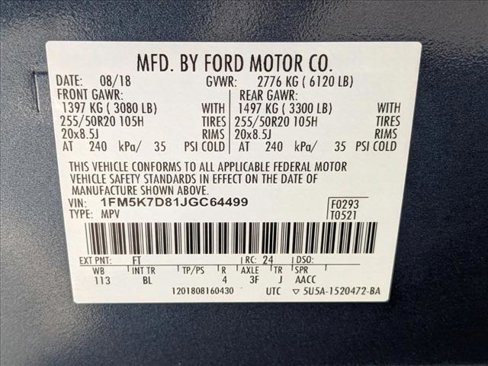 MFD. BY FORD MOTOR CO.
DATE: 08/18 GVWR: 2776 KG ( 6120 LB)
FRONT GAWR: REAR GAWR:
1397 KG ( 3080 LB) WITH 1497 KG ( 3300 LB) WITH
255/50R20 105H TIRES 255/50R20 105H TIRES
20x8.5J RIMS 20x8.5J RIMS
AT 240 kPa/ 35 PSI COLD AT 240 kPa/ 35 PSI COLD
THIS VEHICLE CONFORMS TO ALL APPLICABLE FEDERAL MOTOR
VEHICLE SAFETY STANDARDS IN EFFECT ON THE DATE OF
MANUFACTURE SHOWN ABOVE.
VIN: 1FM5K7D81JGC64499 F0293
TYPE: MPV T0521
EXT PNT: FT RC: 24 DSO:
WB INT TR TP/PS R AXLE TR SPR
113 BL 4 3F J AACC
1201808160430 UTC 5U5A-1520472-BA